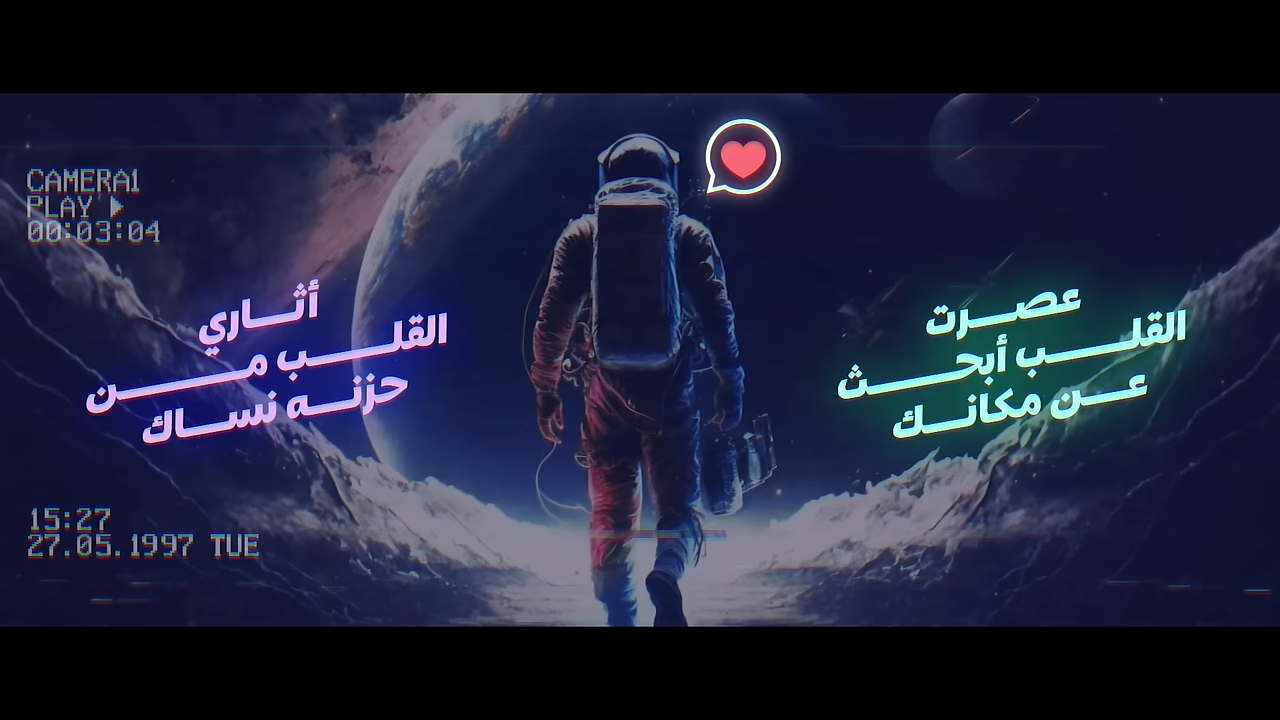 CAMERA1
PLAY
00:03:04
عصرت
القلب أبحث
عن مكانك
أثاري
القلب من
حزنه نساك
15:27
27.05.1997 TUE